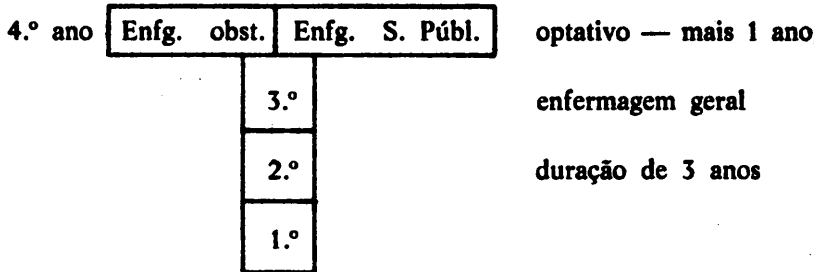 4.º ano Enfg. obst. Enfg. S. Públ. optativo — mais 1 ano
3.º enfermagem geral
2.º duração de 3 anos
1.º